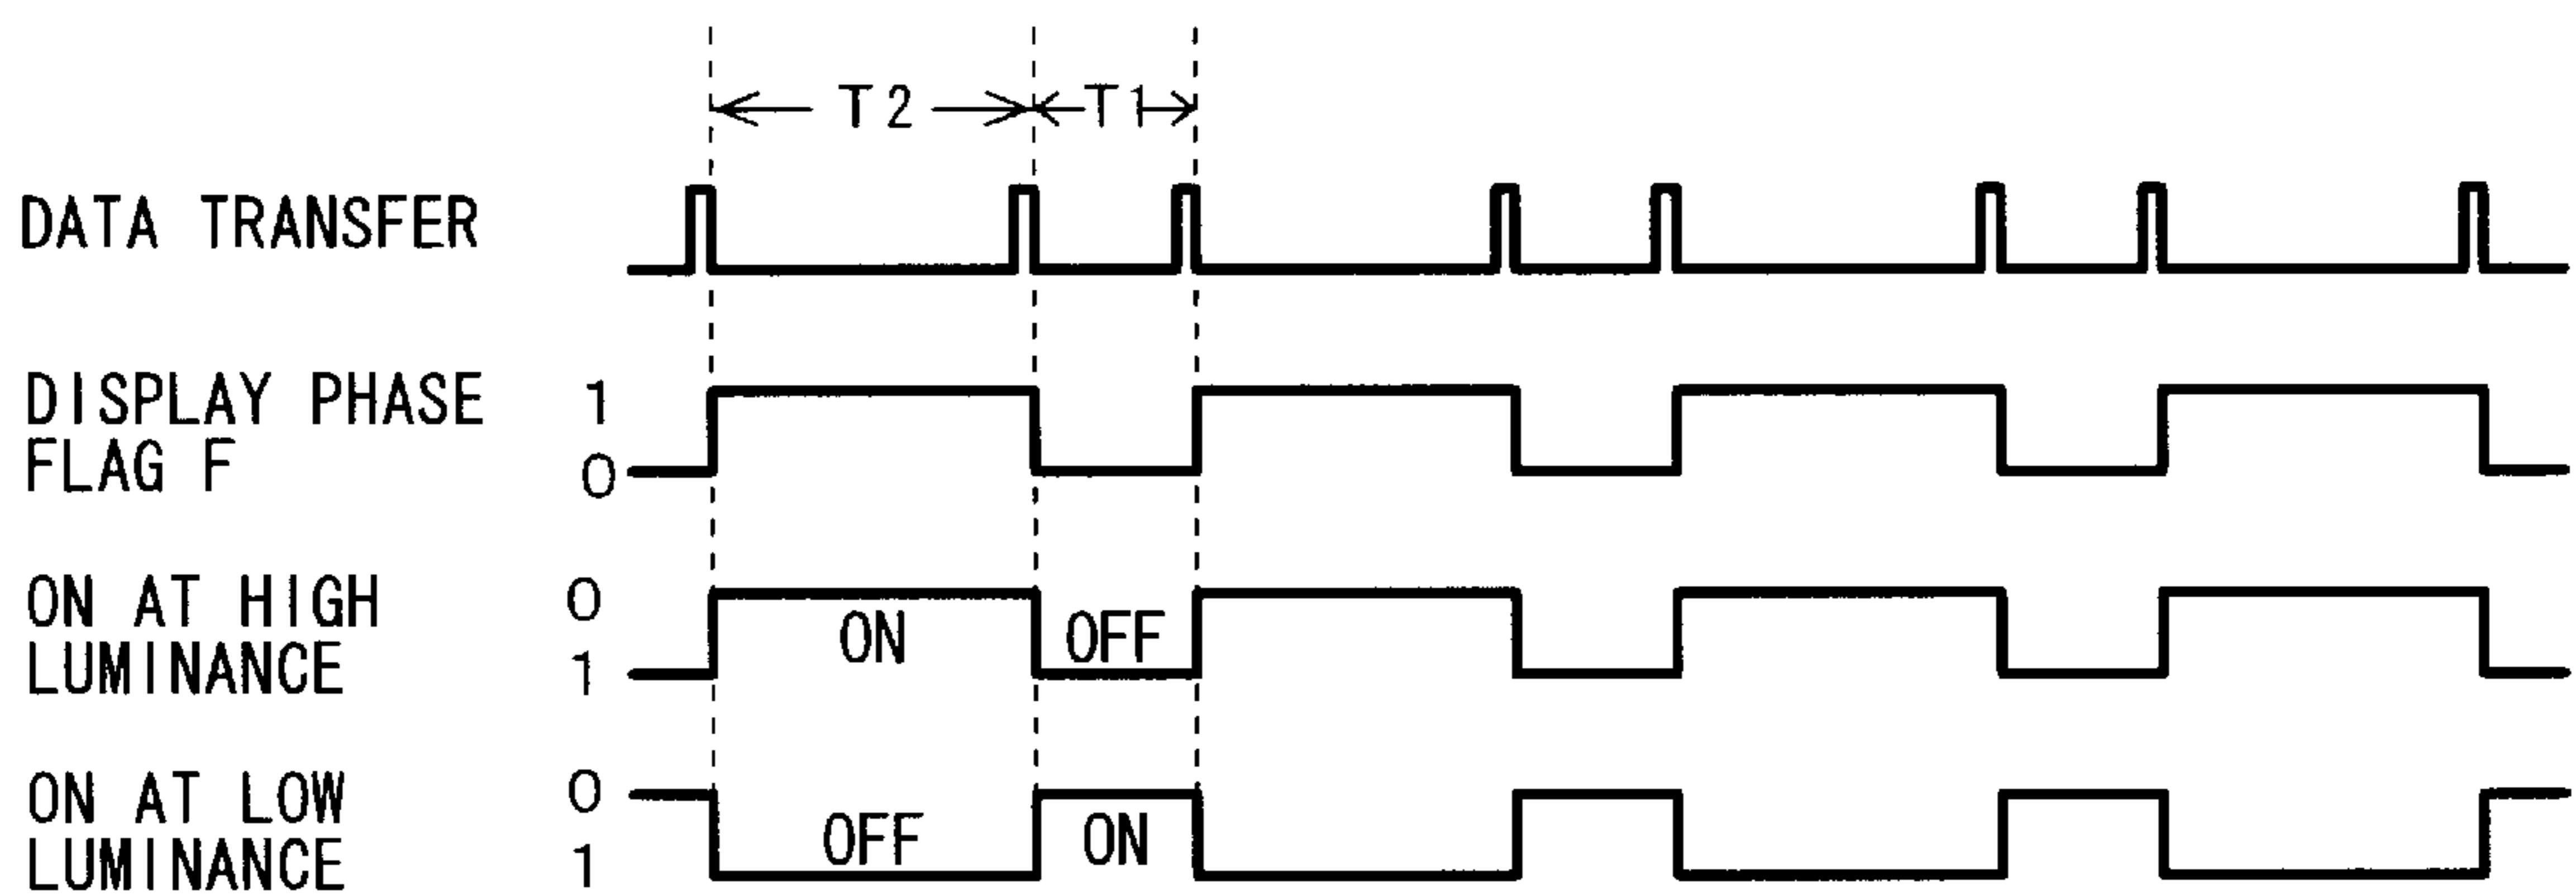 T2 T1
DATA TRANSFER
DISPLAY PHASE 1
FLAG F 0
ON AT HIGH 0
ON OFF
LUMINANCE 1
ON AT LOW 0
OFF ON
LUMINANCE 1